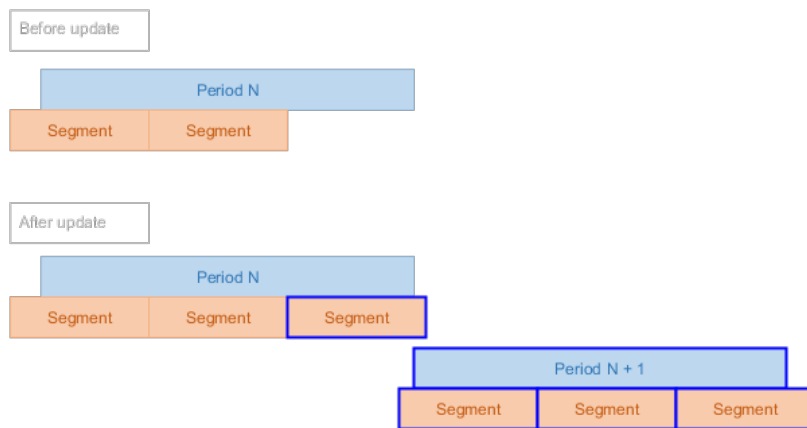 Before update
Period N
Segment Segment
After update
Period N
Segment Segment Segment
Period N + 1
Segment Segment Segment